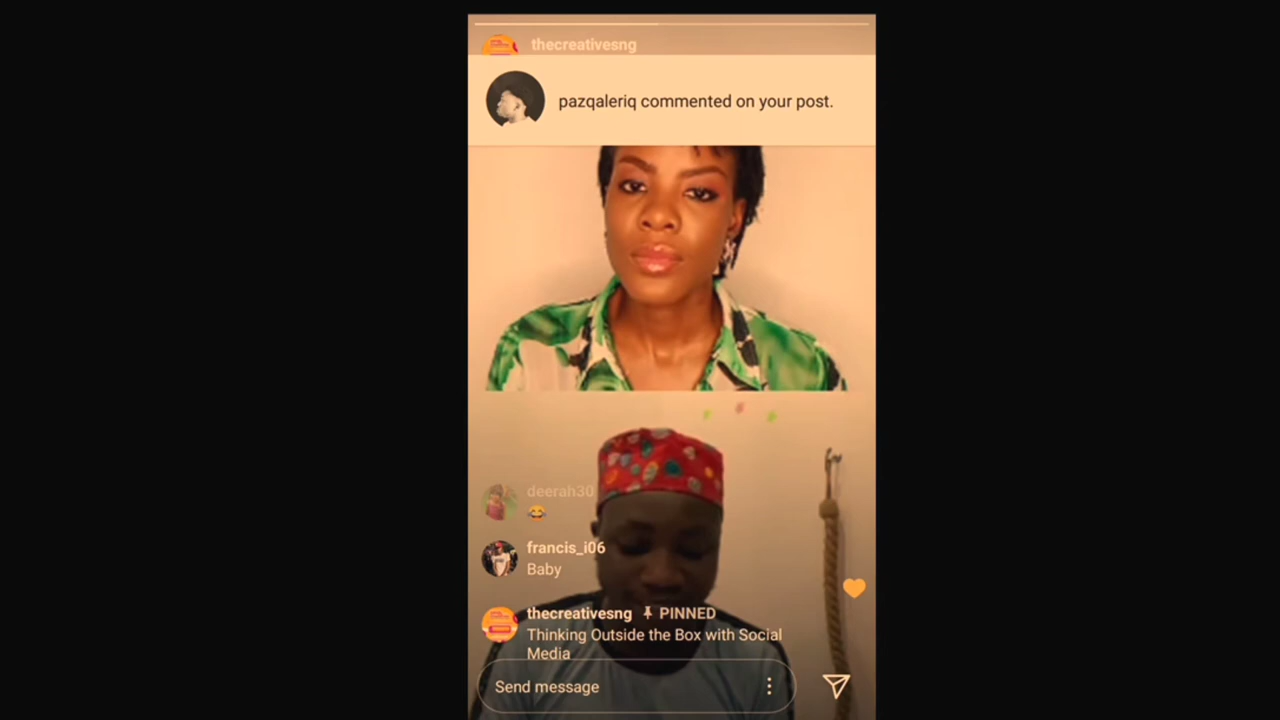 thecreativesng
pazqaleriq commented on your post.
deerah30
😂
francis_i06
Baby
thecreativesng PINNED
Thinking Outside the Box with Social
Media
Send message